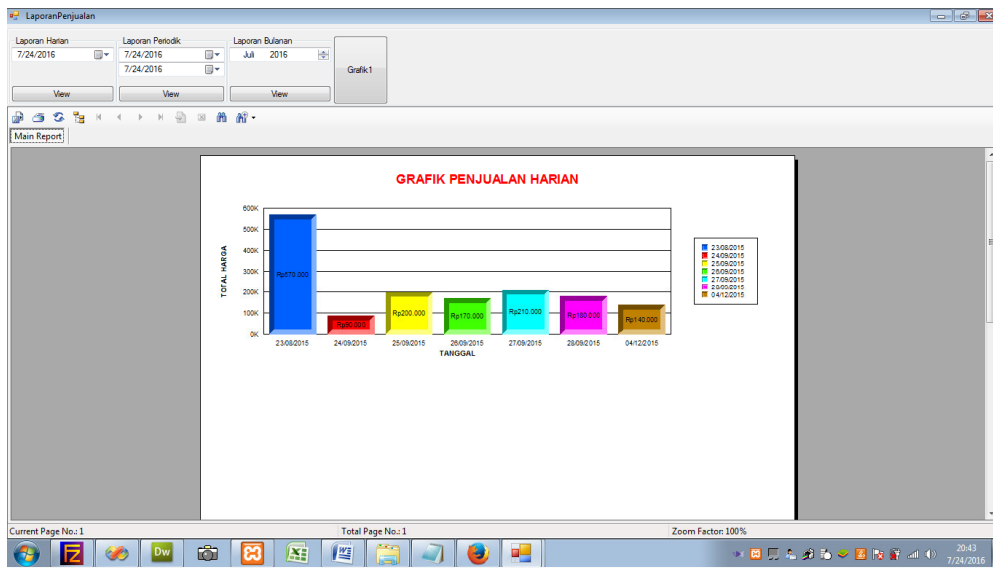 LaporanPenjualan
Laporan Harian
Laporan Periodik
Laporan Bulanan
7/24/2016
7/24/2016
Juli 2016
7/24/2016
Grafik1
View
View
View
Main Report
GRAFIK PENJUALAN HARIAN
600K
500K
400K
300K
200K
100K
0K
TOTAL HARGA
Rp570.000
Rp90.000
Rp200.000
Rp170.000
Rp210.000
Rp180.000
Rp140.000
23/08/2015
24/09/2015
25/09/2015
26/09/2015
27/09/2015
28/09/2015
04/12/2015
TANGGAL
23/08/2015
24/09/2015
25/09/2015
26/09/2015
27/09/2015
28/09/2015
04/12/2015
Current Page No.: 1
Total Page No.: 1
Zoom Factor: 100%
Dw
20:43
7/24/2016